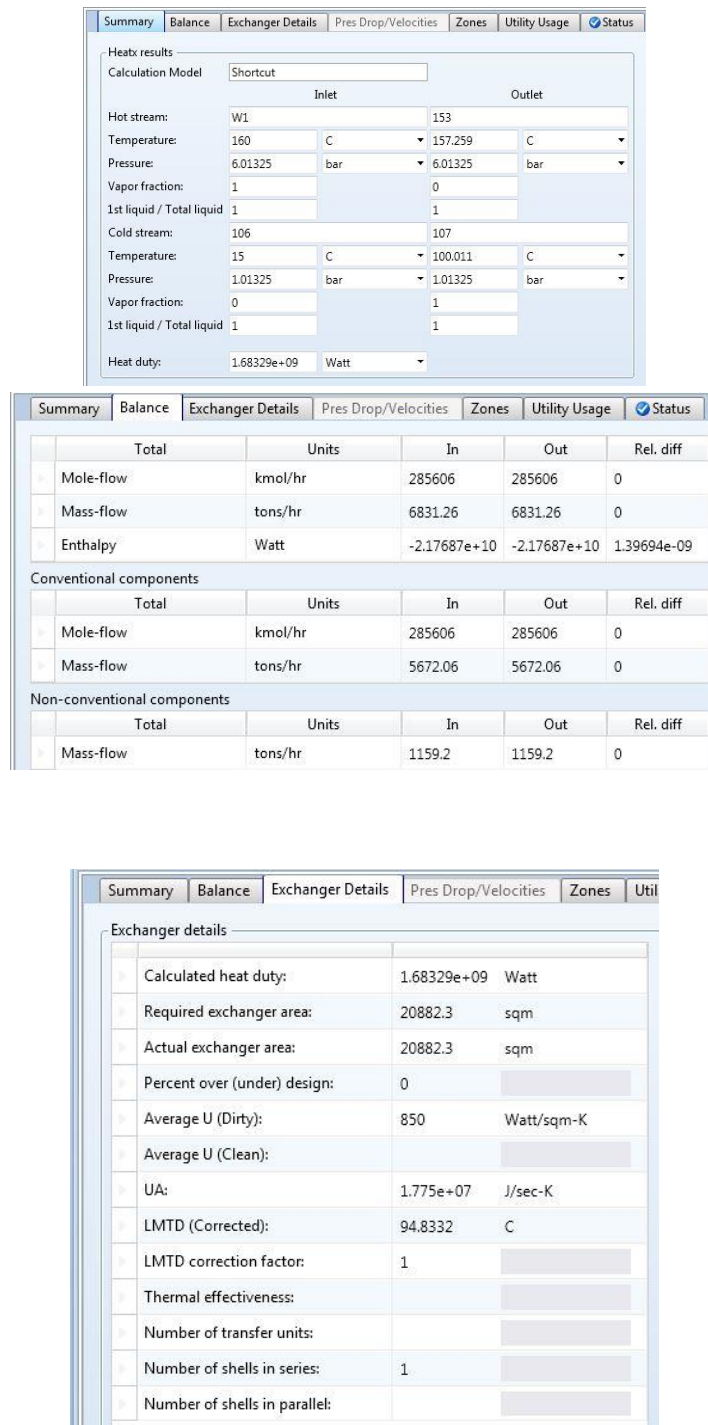 Summary Balance Exchanger Details Pres Drop/Velocities Zones Utility Usage Status
Heatx results
Calculation Model Shortcut
Inlet Outlet
Hot stream: W1 153
Temperature: 160 C 157.259 C
Pressure: 6.01325 bar 6.01325 bar
Vapor fraction: 1 0
1st liquid / Total liquid 1 1
Cold stream: 106 107
Temperature: 15 C 100.011 C
Pressure: 1.01325 bar 1.01325 bar
Vapor fraction: 0 1
1st liquid / Total liquid 1 1
Heat duty: 1.68329e+09 Watt
Summary Balance Exchanger Details Pres Drop/Velocities Zones Utility Usage Status
Total Units In Out Rel. diff
Mole-flow kmol/hr 285606 285606 0
Mass-flow tons/hr 6831.26 6831.26 0
Enthalpy Watt -2.17687e+10 -2.17687e+10 1.39694e-09
Conventional components
Total Units In Out Rel. diff
Mole-flow kmol/hr 285606 285606 0
Mass-flow tons/hr 5672.06 5672.06 0
Non-conventional components
Total Units In Out Rel. diff
Mass-flow tons/hr 1159.2 1159.2 0
Summary Balance Exchanger Details Pres Drop/Velocities Zones Util
Exchanger details
Calculated heat duty: 1.68329e+09 Watt
Required exchanger area: 20882.3 sqm
Actual exchanger area: 20882.3 sqm
Percent over (under) design: 0
Average U (Dirty): 850 Watt/sqm-K
Average U (Clean):
UA: 1.775e+07 J/sec-K
LMTD (Corrected): 94.8332 C
LMTD correction factor: 1
Thermal effectiveness:
Number of transfer units:
Number of shells in series: 1
Number of shells in parallel: